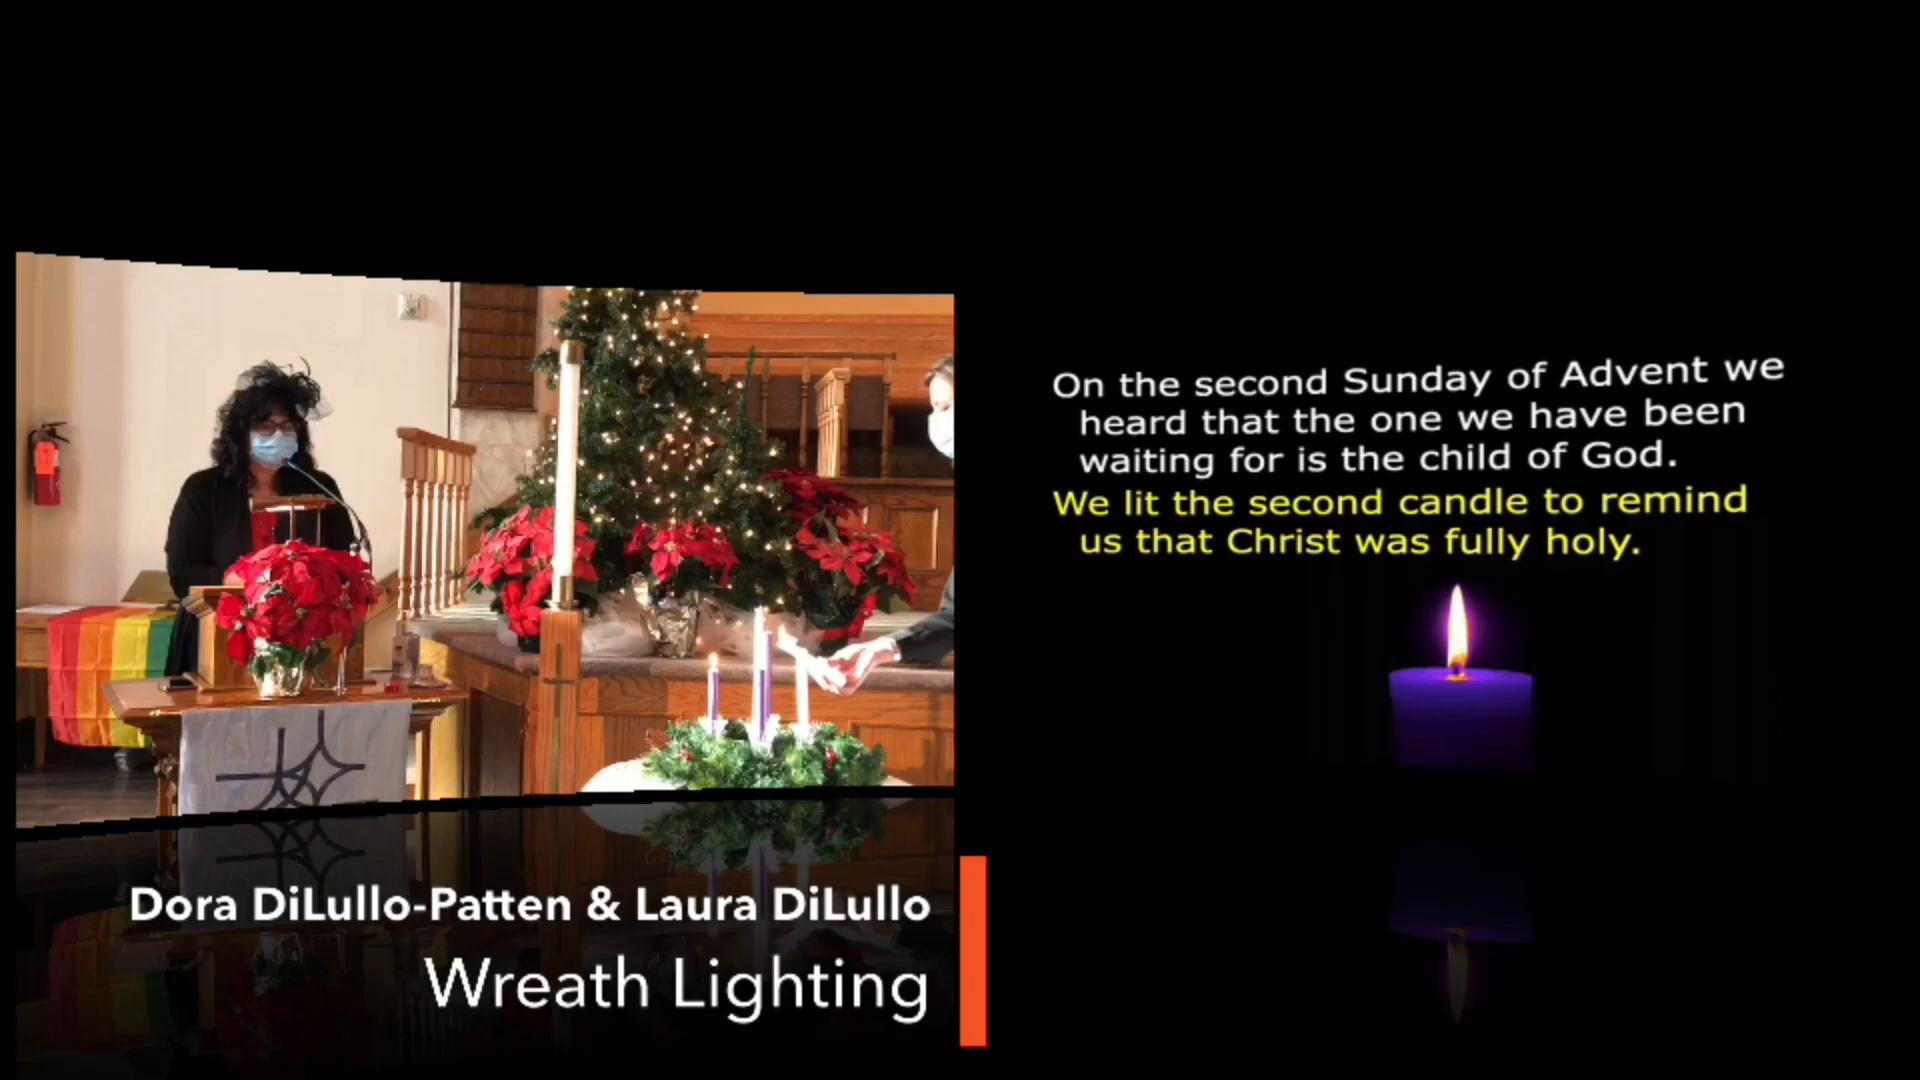 On the second Sunday of Advent we
heard that the one we have been
waiting for is the child of God.
We lit the second candle to remind
us that Christ was fully holy.
Dora DiLullo-Patten & Laura DiLullo
Wreath Lighting